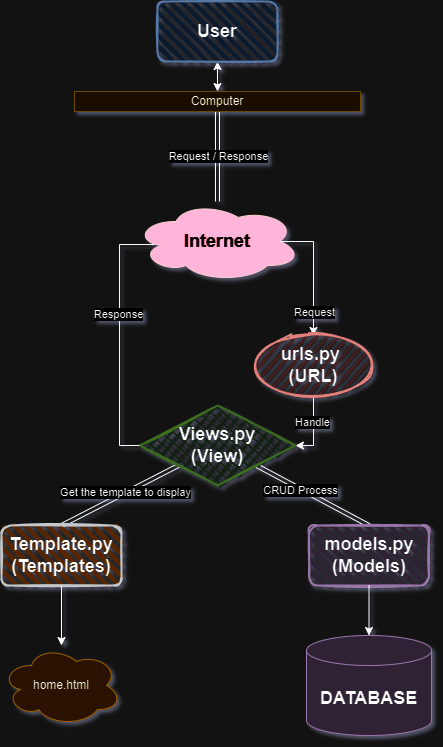 User
Computer
Request / Response
Internet
Response
Request
urls.py
(URL)
Handle
Views.py
(View)
Get the template to display
CRUD Process
Template.py
(Templates)
models.py
(Models)
home.html
DATABASE